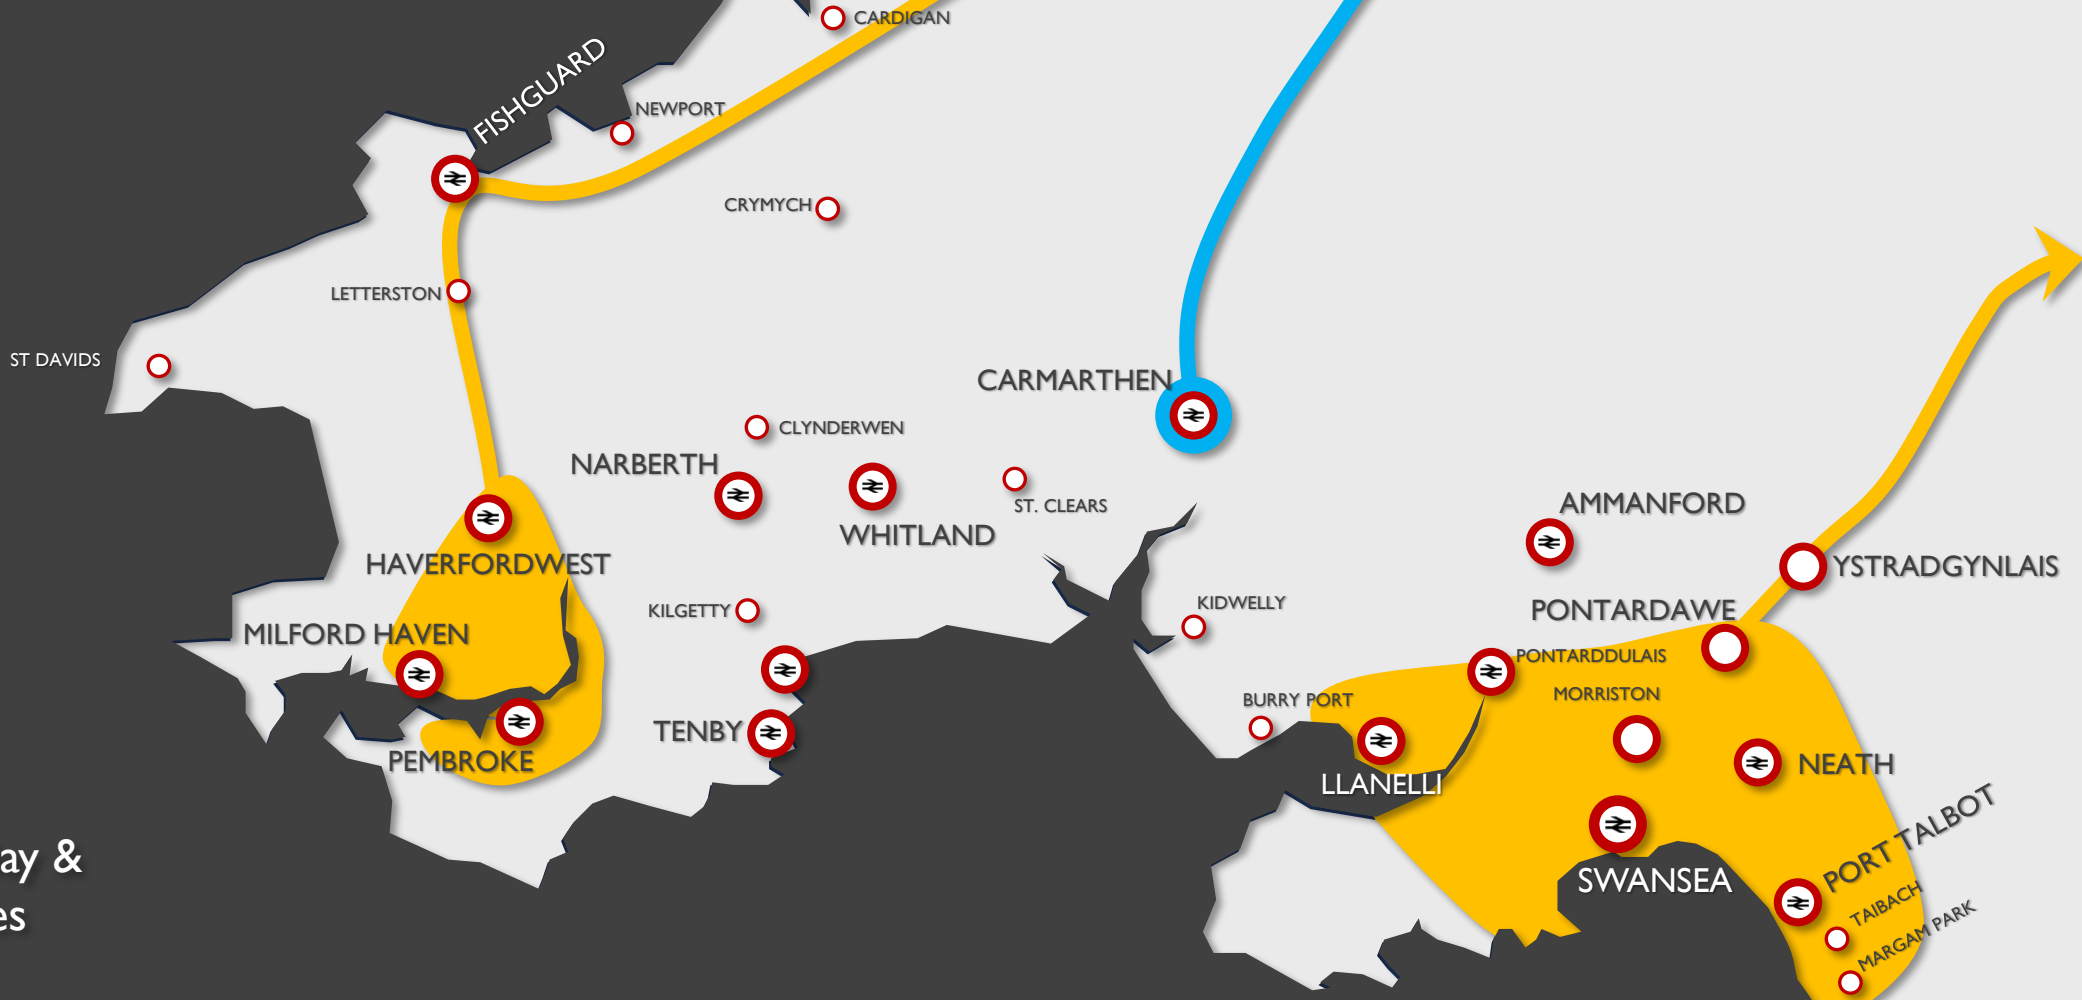 CARDIGAN
FISHGUARD
NEWPORT
CRYMYCH
LETTERSTON
ST DAVIDS
CARMARTHEN
CLYNDERWEN
NARBERTH
ST. CLEARS
WHITLAND
AMMANFORD
HAVERFORDWEST
YSTRADGYNLAIS
KILGETTY
KIDWELLY
PONTARDAWE
MILFORD HAVEN
PONTARDDULAIS
MORRISTON
BURRY PORT
TENBY
PEMBROKE
NEATH
LLANELLI
PORT TALBOT
ay &
SWANSEA
TAIBACH
es
MARGAM PARK